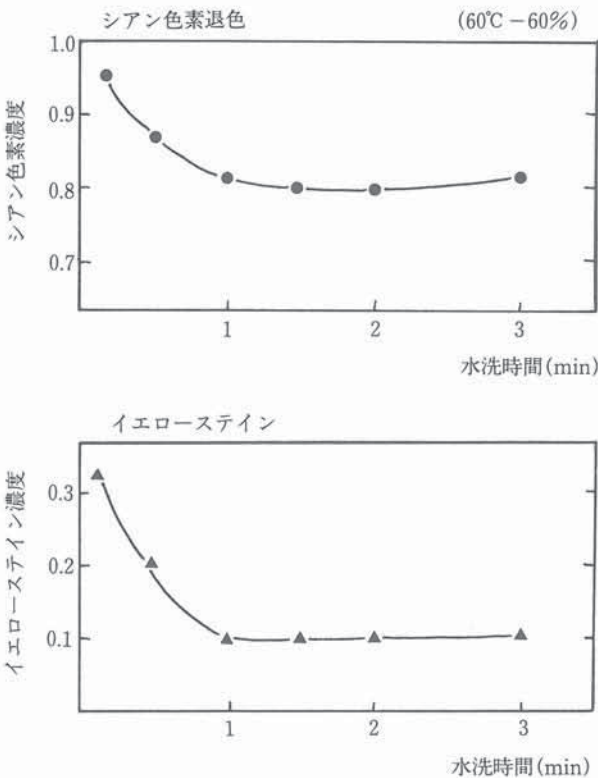 シアン色素退色 (60℃−60%)
1.0
0.9
0.8
0.7
シアン色素濃度
1 2 3
水洗時間(min)
イエローステイン
0.3
0.2
0.1
イエローステイン濃度
1 2 3
水洗時間(min)